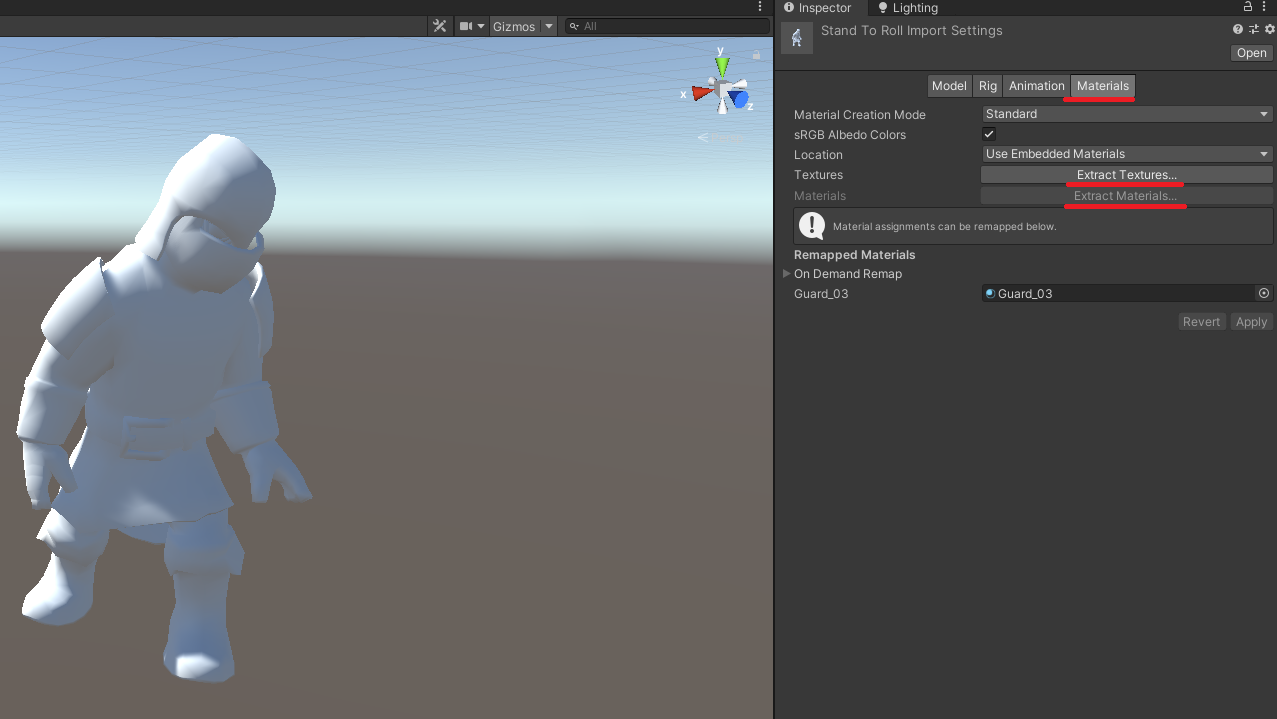 Inspector
Lighting
Gizmos
All
Stand To Roll Import Settings
Open
y
x
z
Model
Rig
Animation
Materials
Material Creation Mode
Standard
sRGB Albedo Colors
Location
Use Embedded Materials
Textures
Extract Textures...
Materials
Extract Materials...
Material assignments can be remapped below.
Remapped Materials
On Demand Remap
Guard_03
Guard_03
Revert
Apply